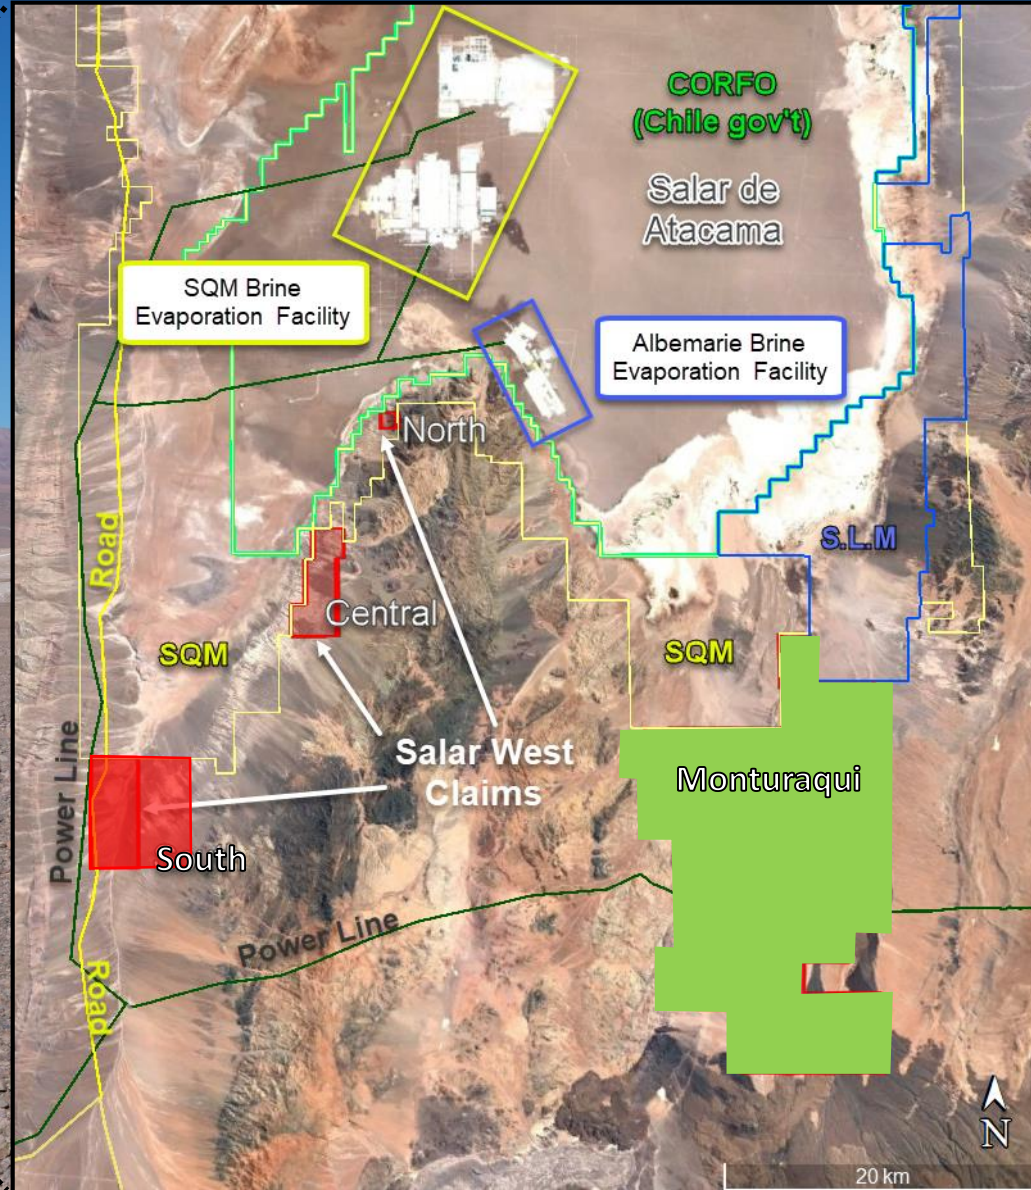 CORFO
(Chile gov't)
Salar de
Atacama
SQM Brine
Evaporation Facility
Albemarie Brine
Evaporation Facility
North
Road
S.L.M
Central
SQM
SQM
Salar West
Claims
Monturaqui
Power Line
South
Power Line
Road
N
20 km